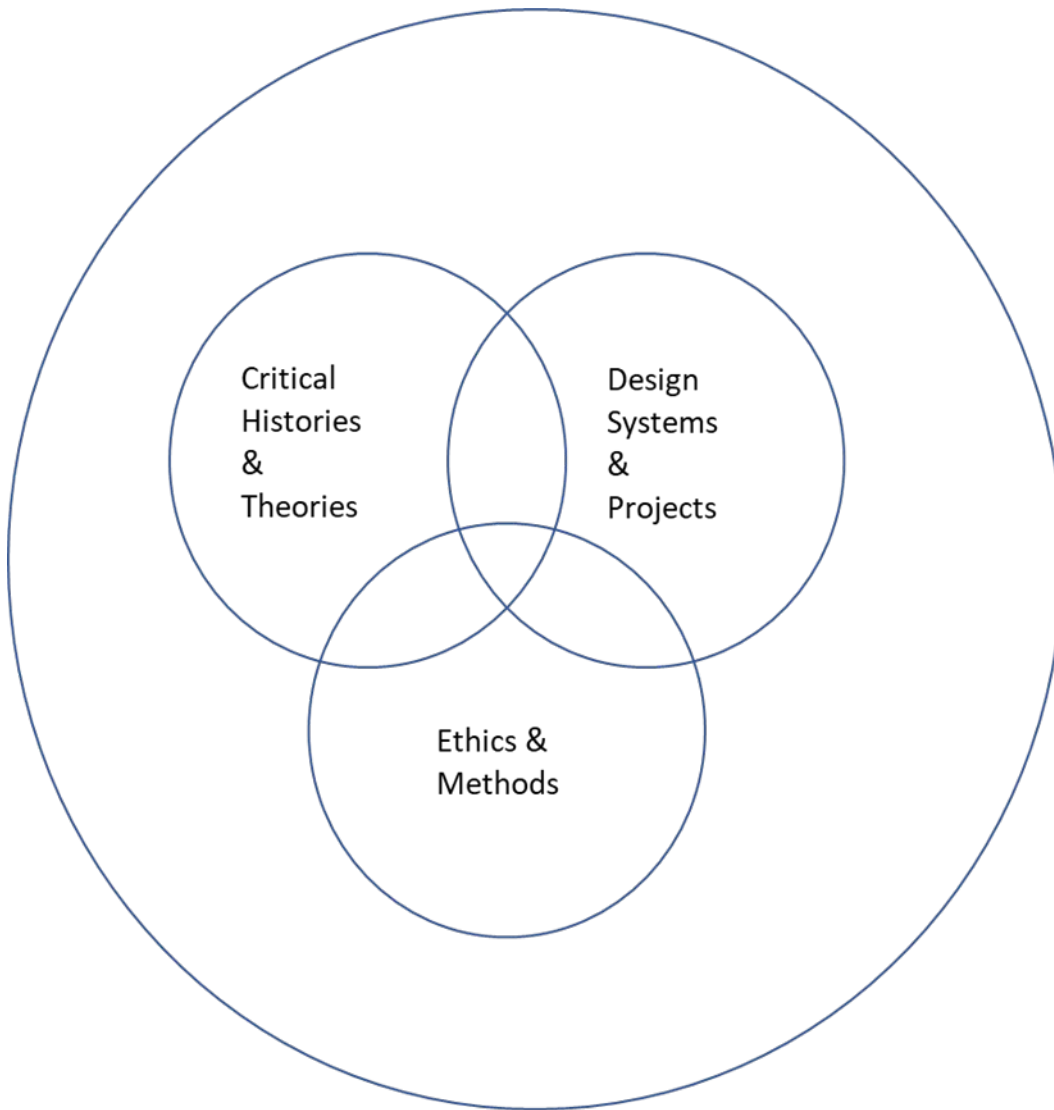 Critical
Histories
&
Theories
Design
Systems
&
Projects
Ethics &
Methods